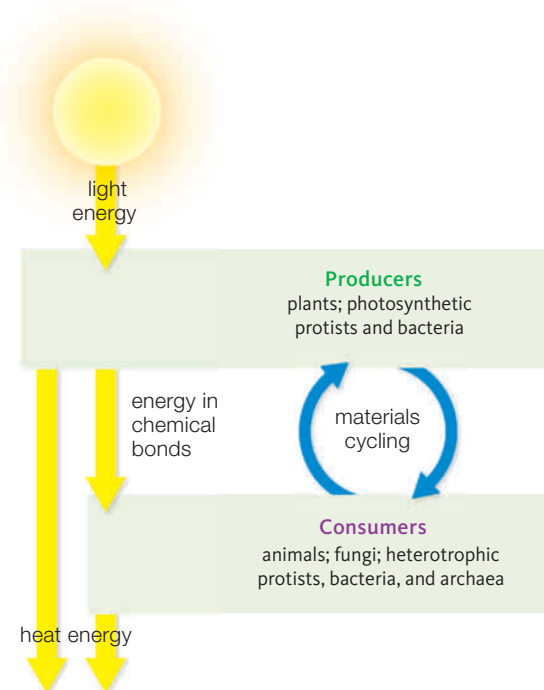 light
energy
Producers
plants; photosynthetic
protists and bacteria
energy in
chemical
bonds
materials
cycling
Consumers
animals; fungi; heterotrophic
protists, bacteria, and archaea
heat energy